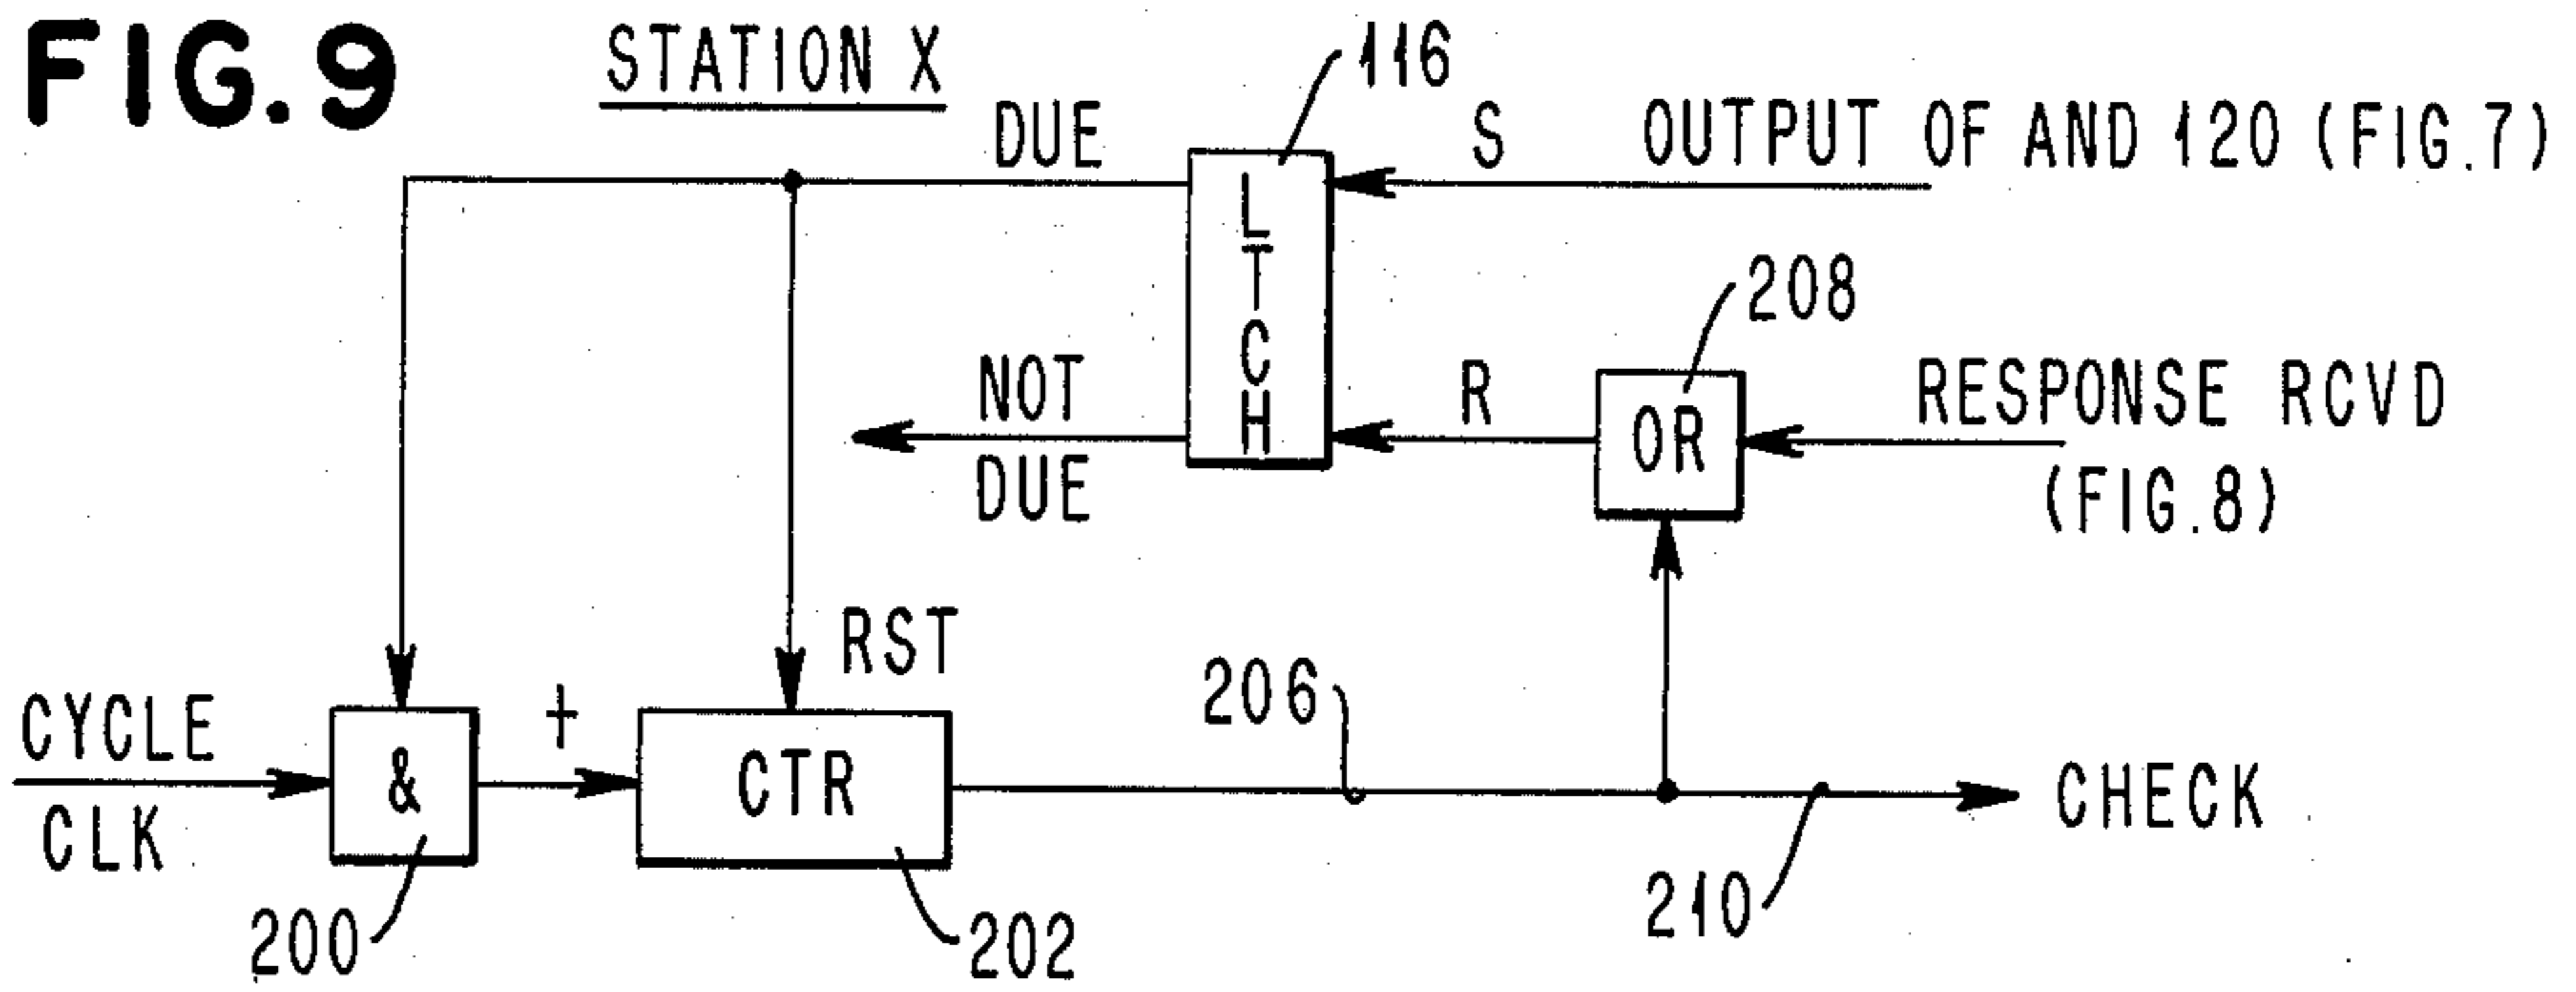 FIG. 9
STATION X
116
DUE
S
OUTPUT OF AND 120 (FIG. 7)
LTCH
208
NOT
DUE
R
OR
RESPONSE RCVD
(FIG. 8)
RST
206
CYCLE
CLK
&
+
CTR
CHECK
200
202
210